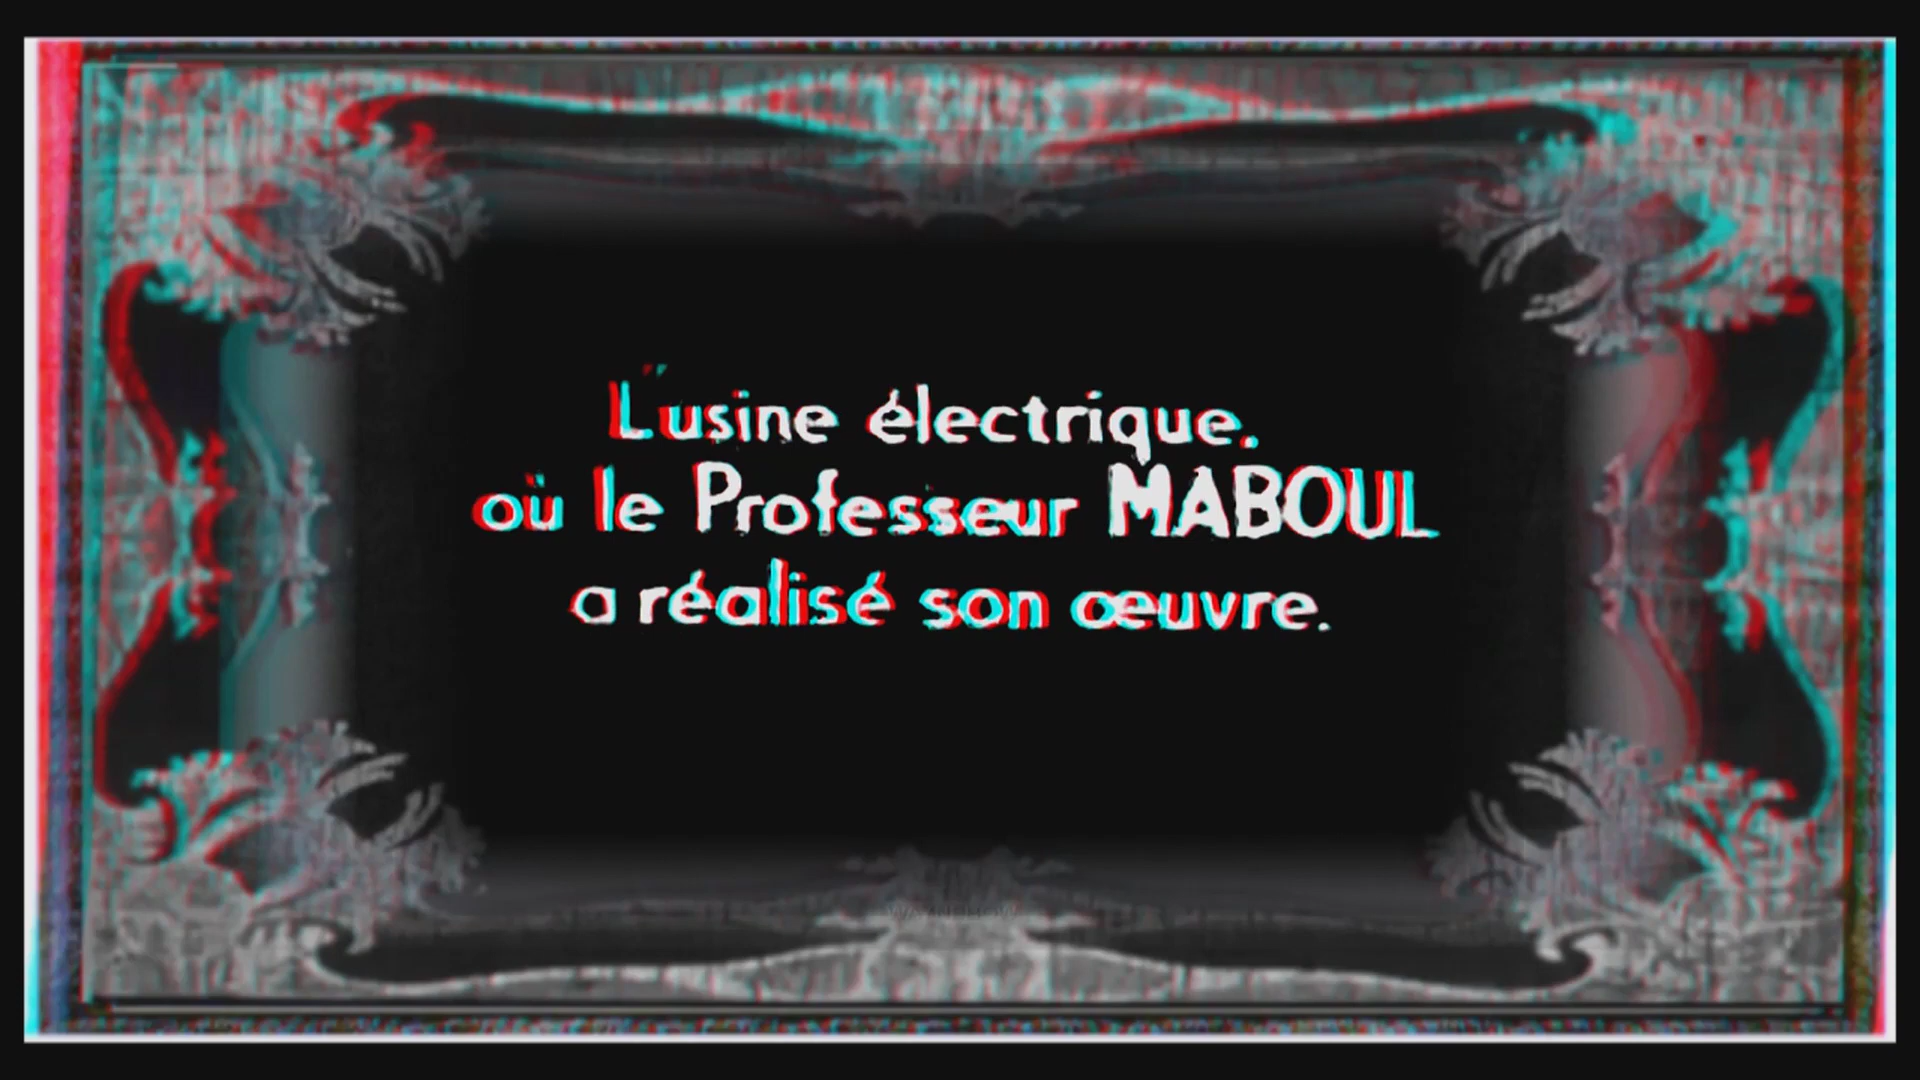 L'usine électrique.
où le Professeur MABOUL
a réalisé son œuvre.